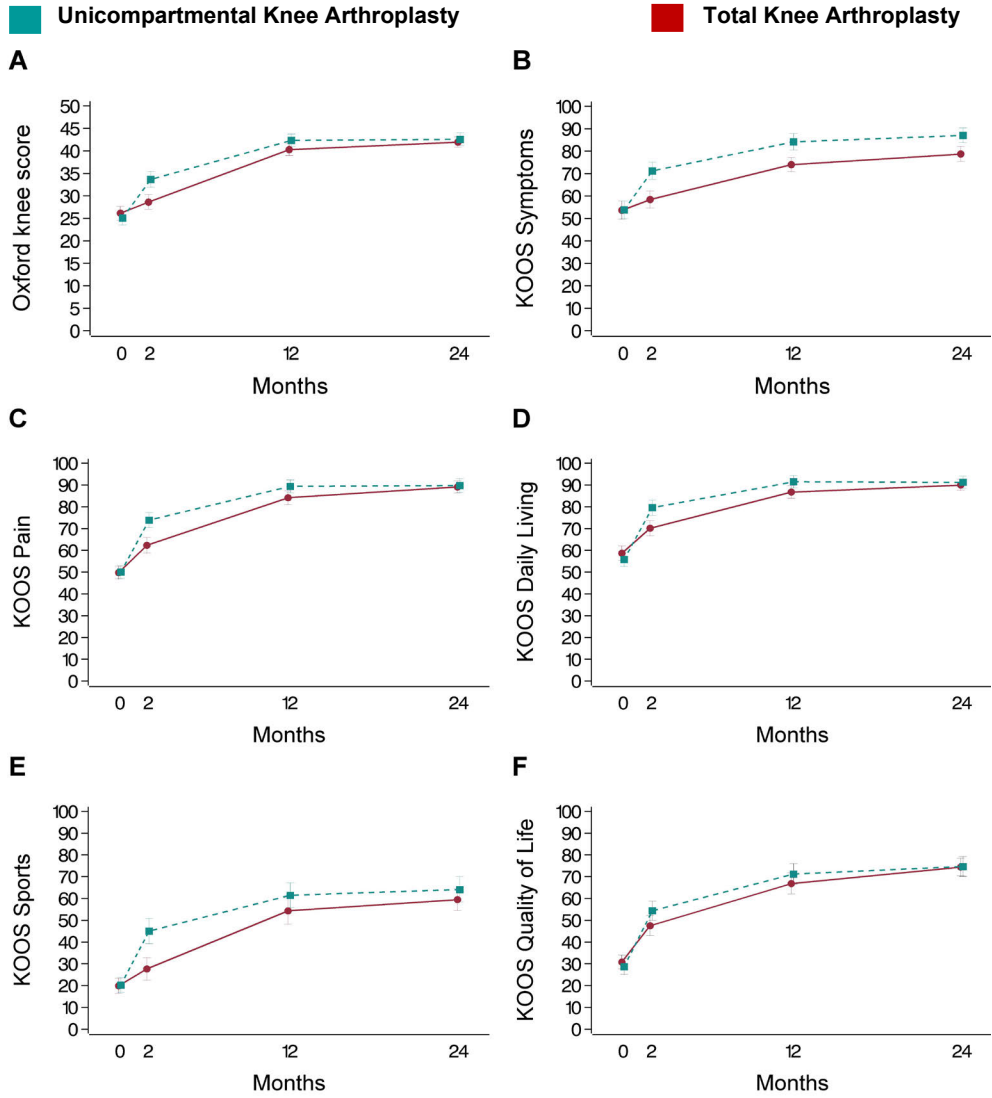 Unicompartmental Knee Arthroplasty
Total Knee Arthroplasty
A
Oxford knee score
50
45
40
35
30
25
20
15
10
5
0
0 2 12 24
Months
B
KOOS Symptoms
100
90
80
70
60
50
40
30
20
10
0
0 2 12 24
Months
C
KOOS Pain
100
90
80
70
60
50
40
30
20
10
0
0 2 12 24
Months
D
KOOS Daily Living
100
90
80
70
60
50
40
30
20
10
0
0 2 12 24
Months
E
KOOS Sports
100
90
80
70
60
50
40
30
20
10
0
0 2 12 24
Months
F
KOOS Quality of Life
100
90
80
70
60
50
40
30
20
10
0
0 2 12 24
Months